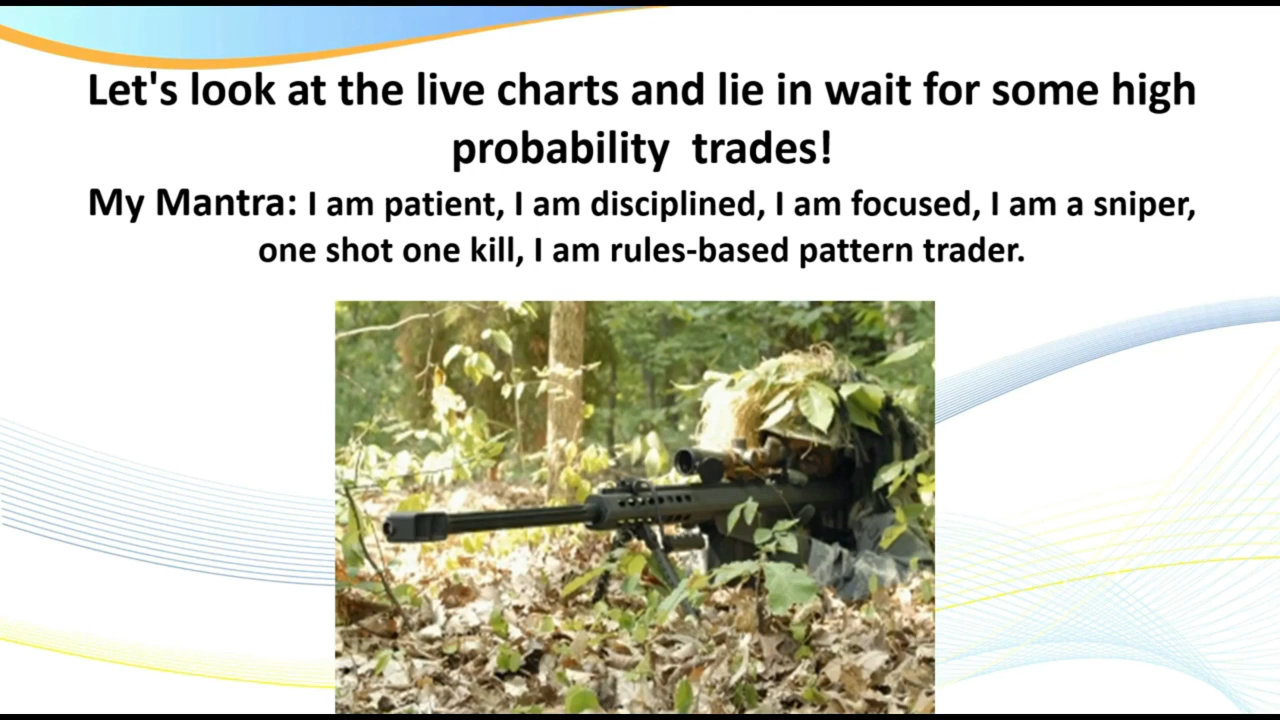 Let's look at the live charts and lie in wait for some high
probability  trades!
My Mantra: I am patient, I am disciplined, I am focused, I am a sniper,
one shot one kill, I am rules-based pattern trader.